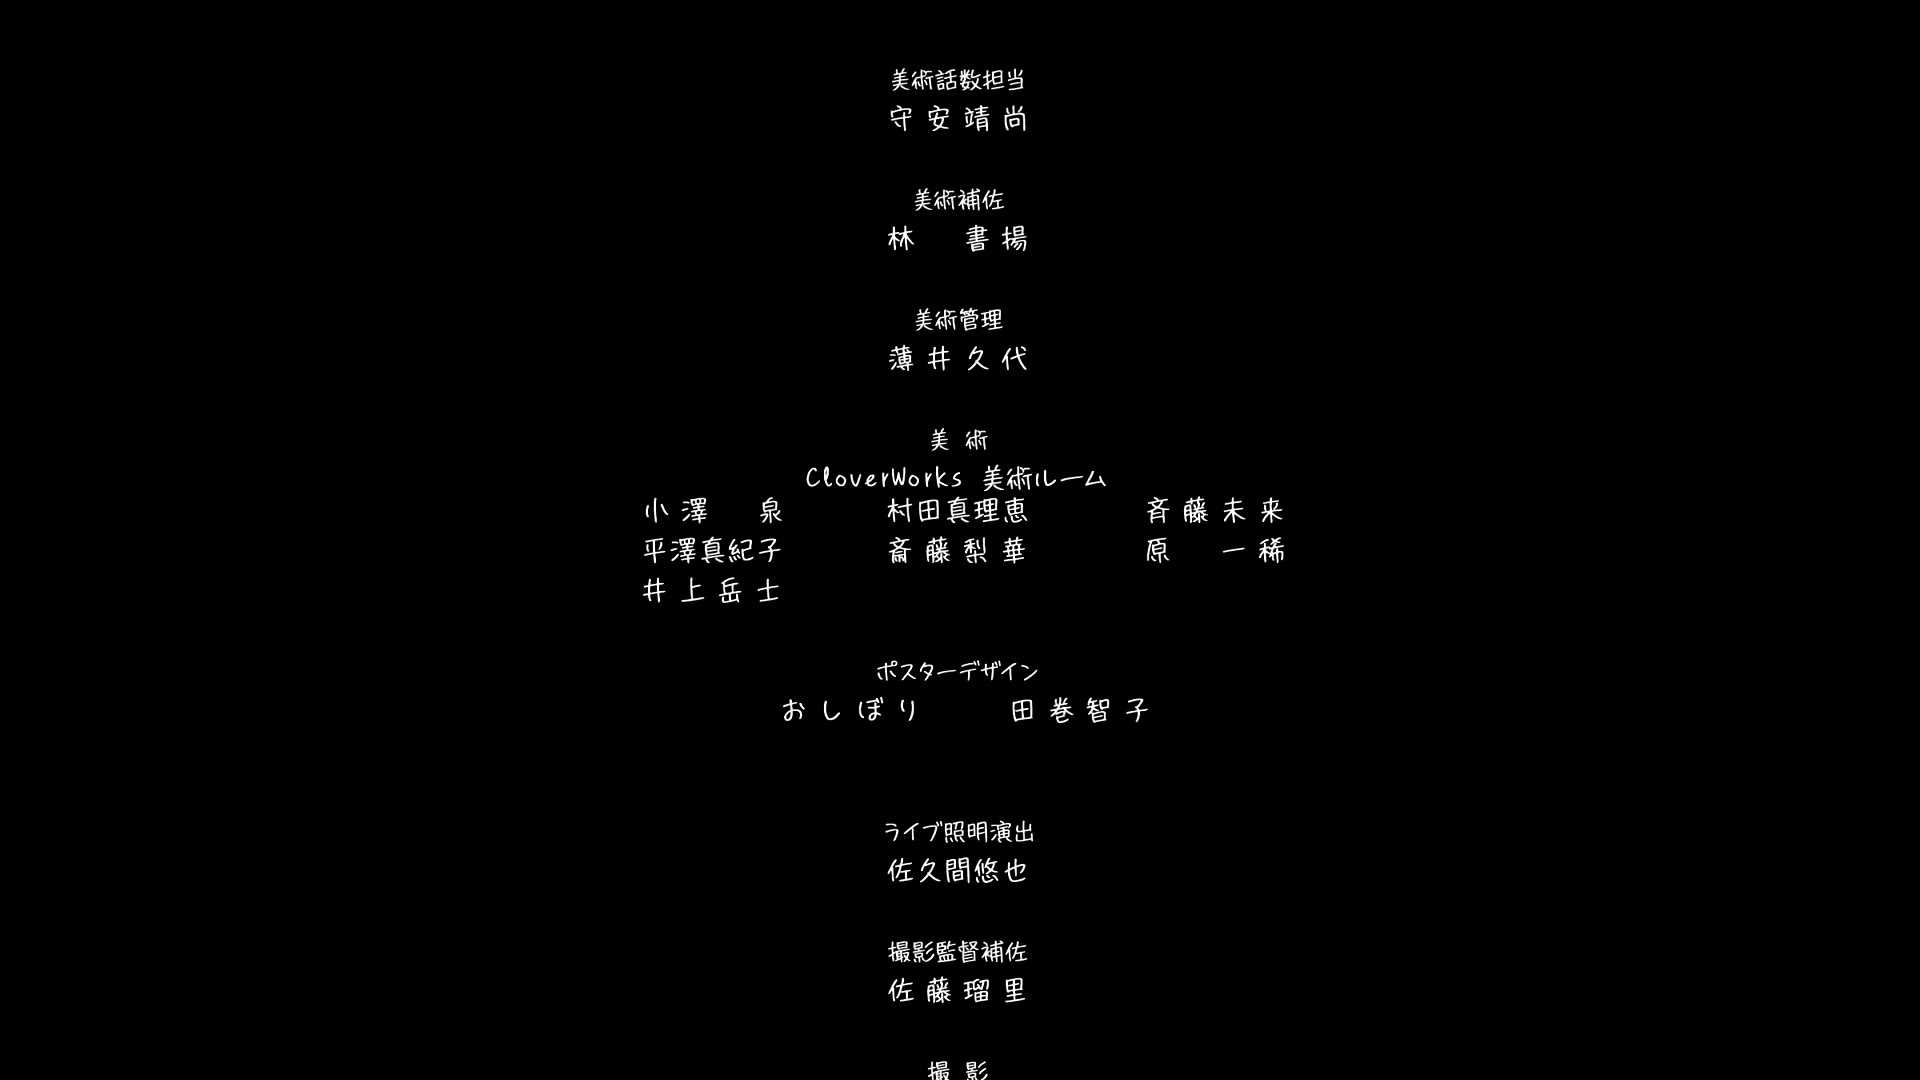 美術話数担当
守安靖尚
美術補佐
林 書揚
美術管理
薄井久代
美術
CloverWorks 美術ルーム
小澤 泉 村田真理恵 斉藤未来
平澤真紀子 斎藤梨華 原 一稀
井上岳士
ポスターデザイン
おしぼり 田巻智子
ライブ照明演出
佐久間悠也
撮影監督補佐
佐藤瑠里
撮影